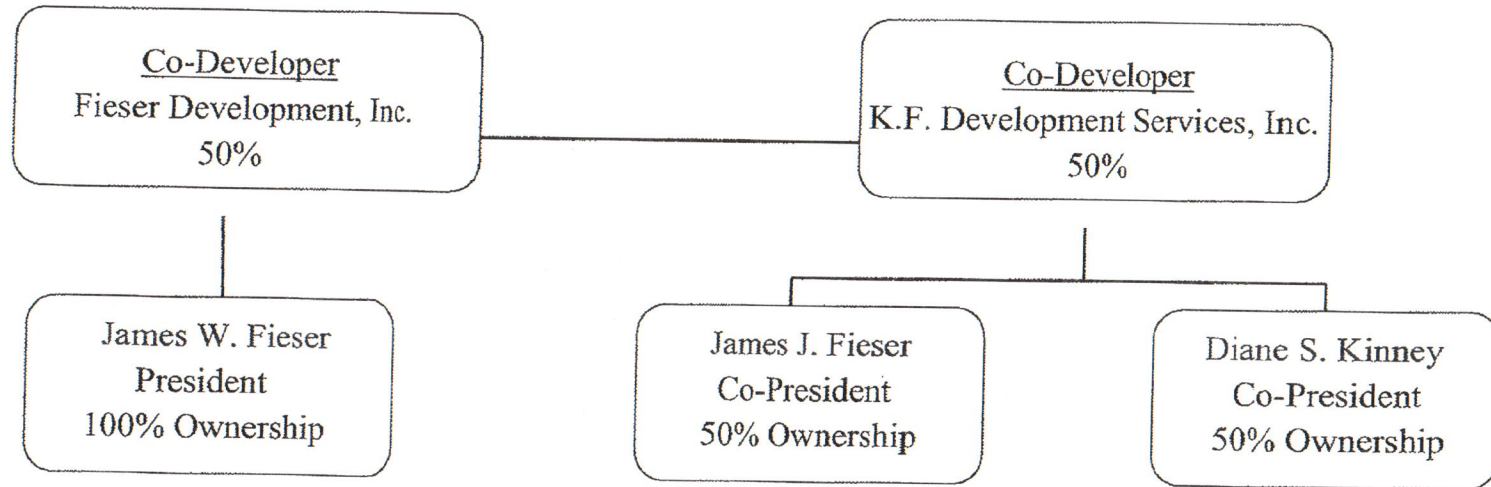 Co-Developer
Fieser Development, Inc.
50%
Co-Developer
K.F. Development Services, Inc.
50%
James W. Fieser
President
100% Ownership
James J. Fieser
Co-President
50% Ownership
Diane S. Kinney
Co-President
50% Ownership